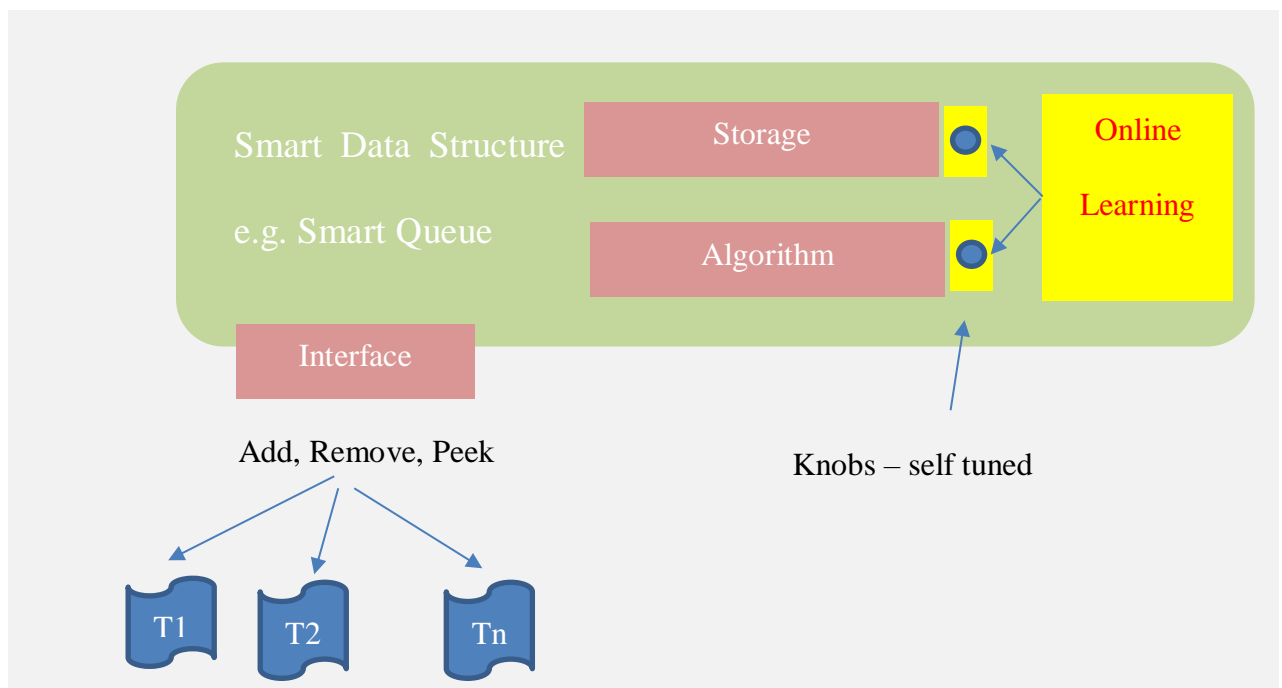 Smart Data Structure
e.g. Smart Queue
Storage
Algorithm
Online
Learning
Interface
Add, Remove, Peek
Knobs – self tuned
T1
T2
Tn